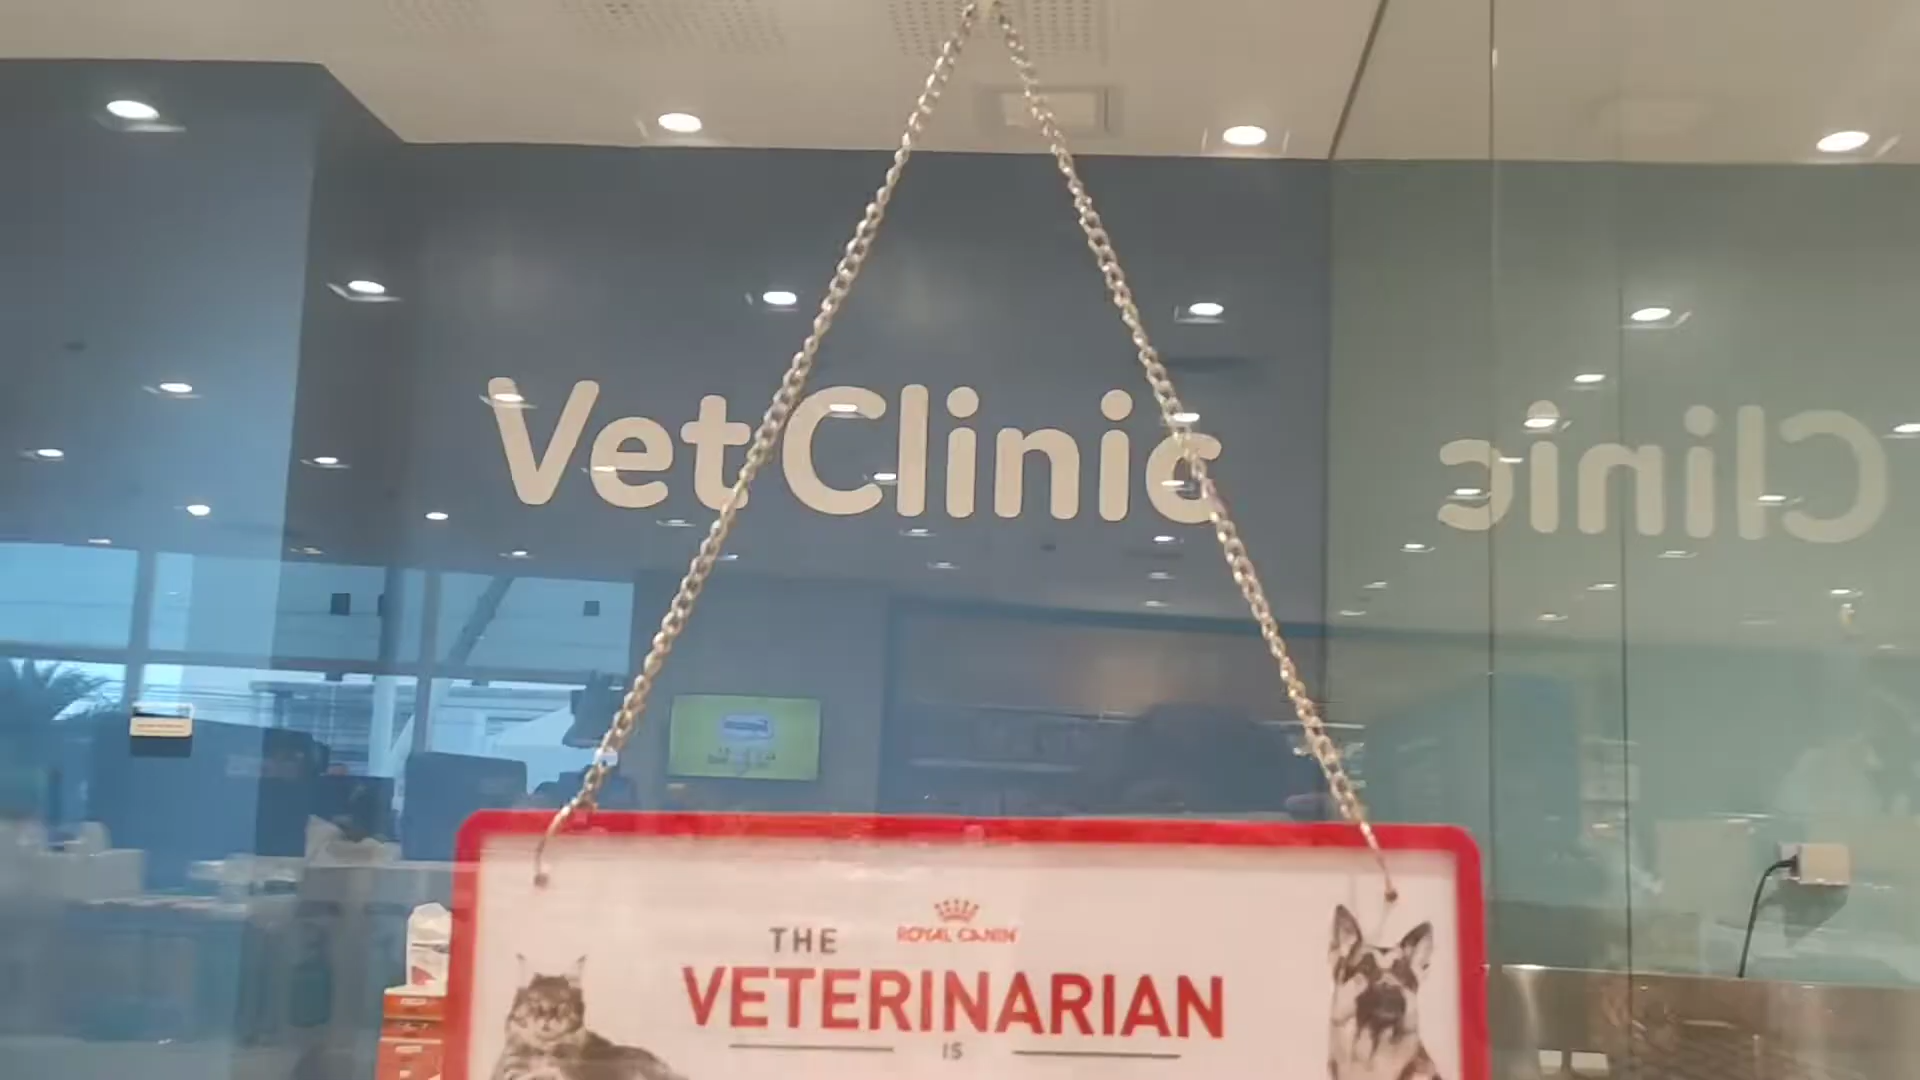 VetClinic
Clinic
ROYAL CANIN
THE
VETERINARIAN
IS